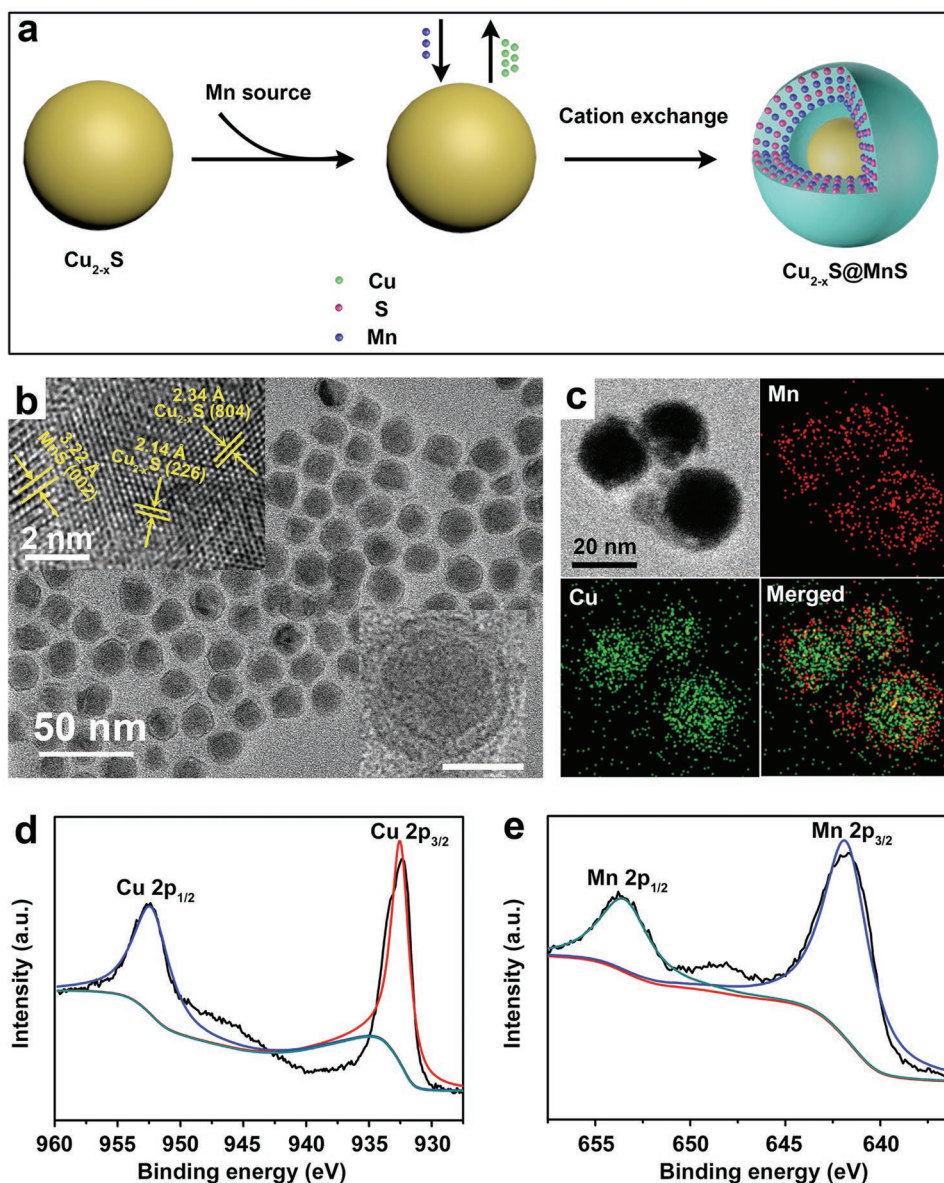 a
Mn source
Cation exchange
Cu₂₋ₓS
Cu₂₋ₓS@MnS
Cu
S
Mn
b
2.34 Å
Cu₂₋ₓS (804)
2.14 Å
Cu₂₋ₓS (226)
3.22 Å
MnS (002)
2 nm
50 nm
c
Mn
20 nm
Cu
Merged
d
Cu 2p₃/₂
Cu 2p₁/₂
Intensity (a.u.)
960 955 950 945 940 935 930
Binding energy (eV)
e
Mn 2p₃/₂
Mn 2p₁/₂
Intensity (a.u.)
655 650 645 640
Binding energy (eV)